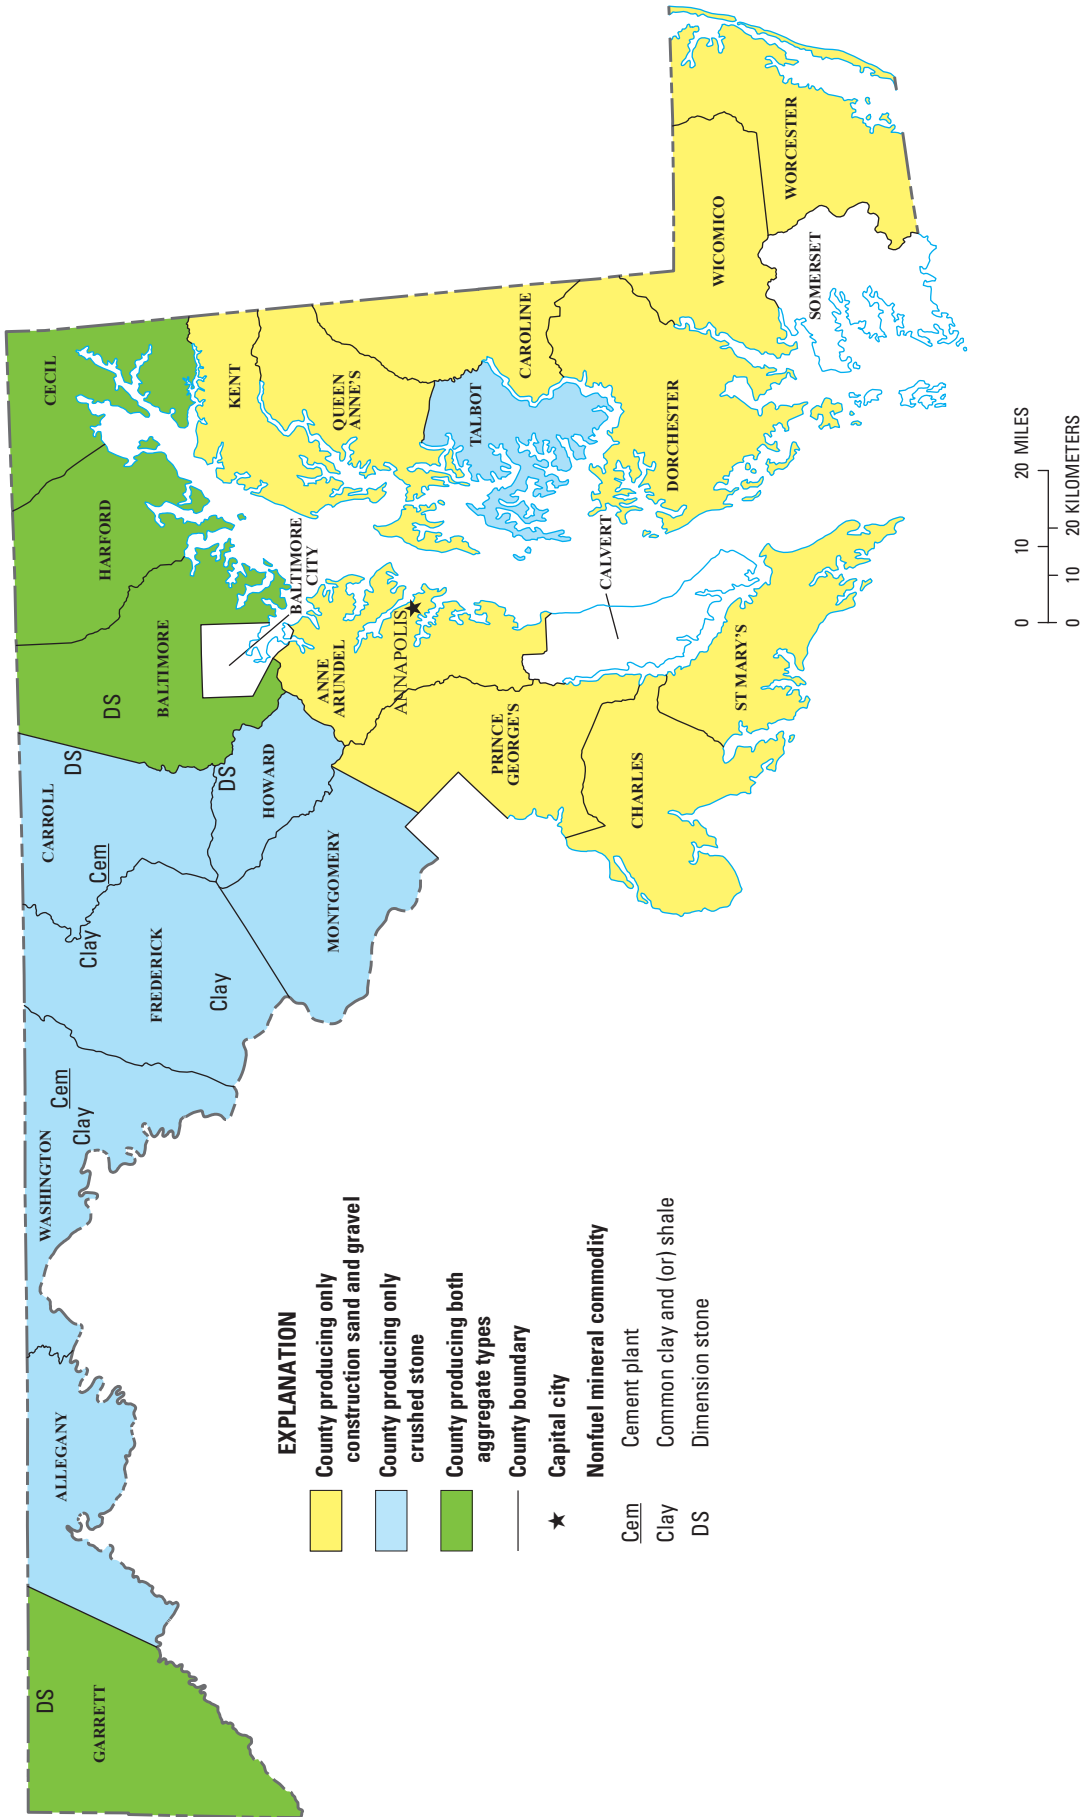 GARRETT
DS
ALLEGANY
WASHINGTON
Cem
Clay
FREDERICK
Clay
Clay
CARROLL
Cem
DS
HOWARD
DS
MONTGOMERY
BALTIMORE
DS
BALTIMORE
CITY
HARFORD
CECIL
KENT
QUEEN
ANNE'S
ANNE
ARUNDEL
ANNAPOLIS
PRINCE
GEORGE'S
CALVERT
CHARLES
ST MARY'S
TALBOT
CAROLINE
DORCHESTER
WICOMICO
SOMERSET
WORCESTER
EXPLANATION
County producing only
construction sand and gravel
County producing only
crushed stone
County producing both
aggregate types
County boundary
Capital city
Nonfuel mineral commodity
Cem Cement plant
Clay Common clay and (or) shale
DS Dimension stone
0 10 20 MILES
0 10 20 KILOMETERS